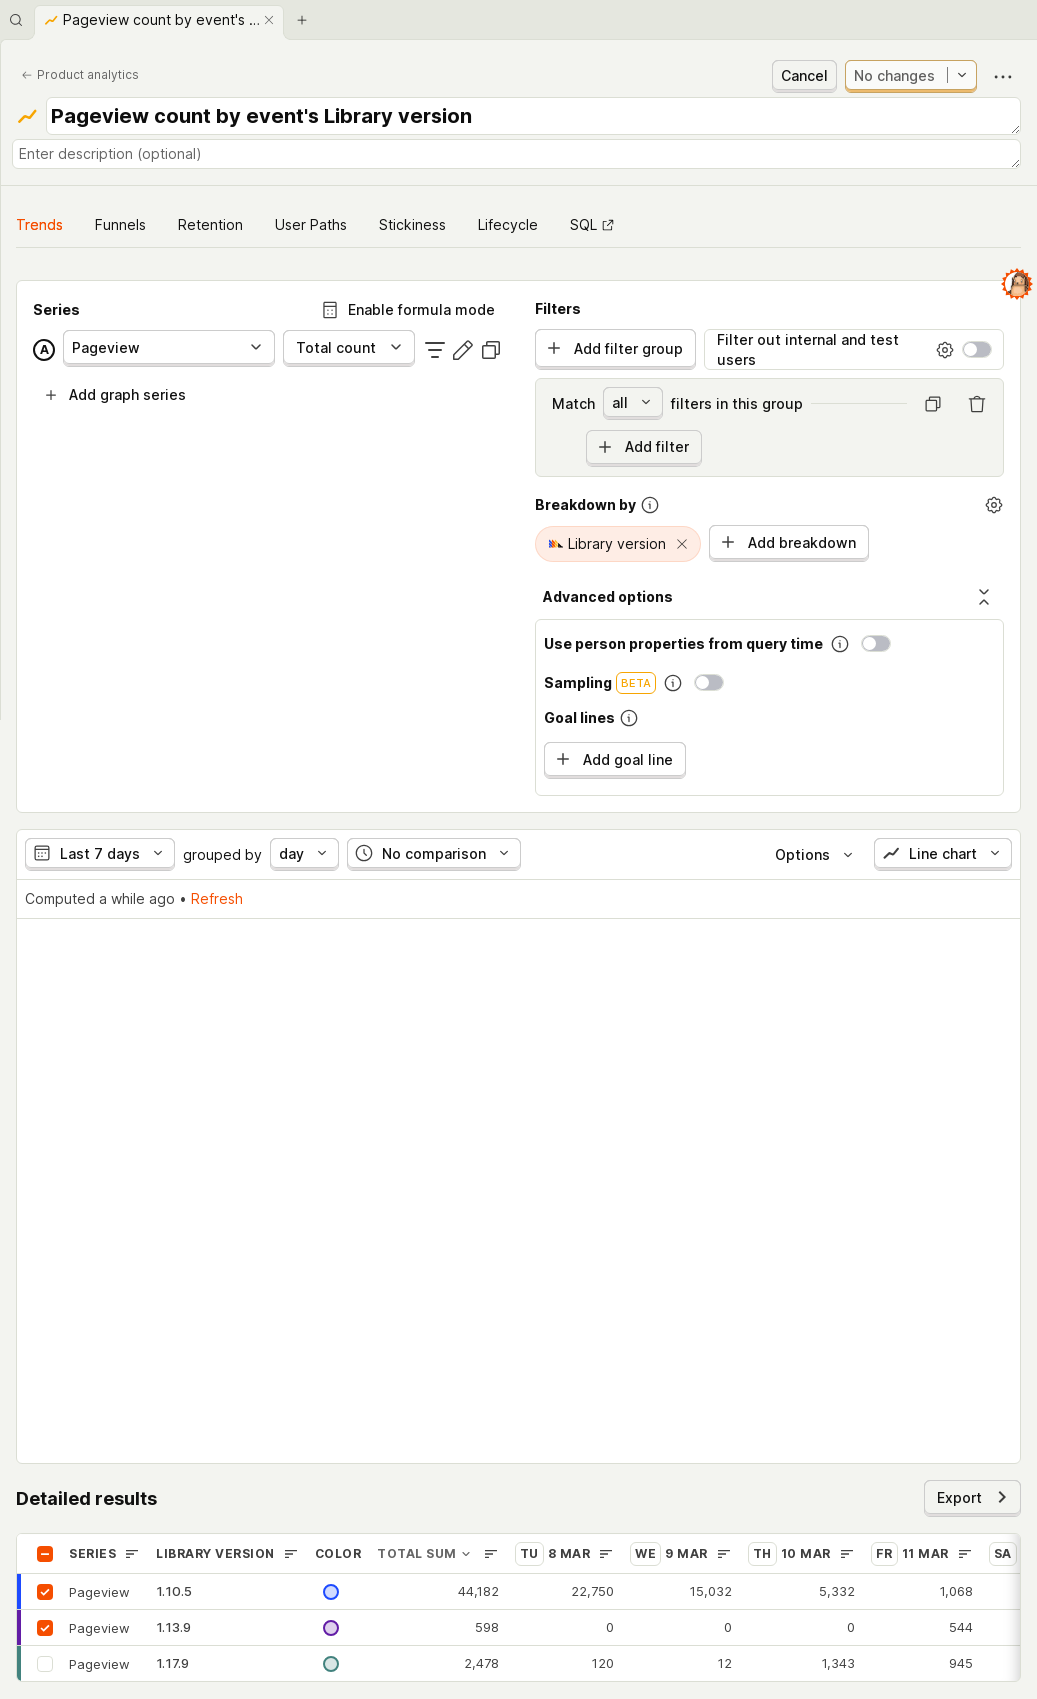 Pageview count by event's ...
Product analytics
Cancel
No changes
Pageview count by event's Library version
Enter description (optional)
Trends Funnels Retention User Paths Stickiness Lifecycle SQL
Series
Enable formula mode
A Pageview Total count
Add graph series
Filters
Add filter group
Filter out internal and test
users
Match all filters in this group
Add filter
Breakdown by
Library version
Add breakdown
Advanced options
Use person properties from query time
Sampling BETA
Goal lines
Add goal line
Last 7 days grouped by day No comparison Options Line chart
Computed a while ago • Refresh
Detailed results
Export
SERIES LIBRARY VERSION COLOR TOTAL SUM TU 8 MAR WE 9 MAR TH 10 MAR FR 11 MAR SA
Pageview 1.10.5 44,182 22,750 15,032 5,332 1,068
Pageview 1.13.9 598 0 0 0 544
Pageview 1.17.9 2,478 120 12 1,343 945